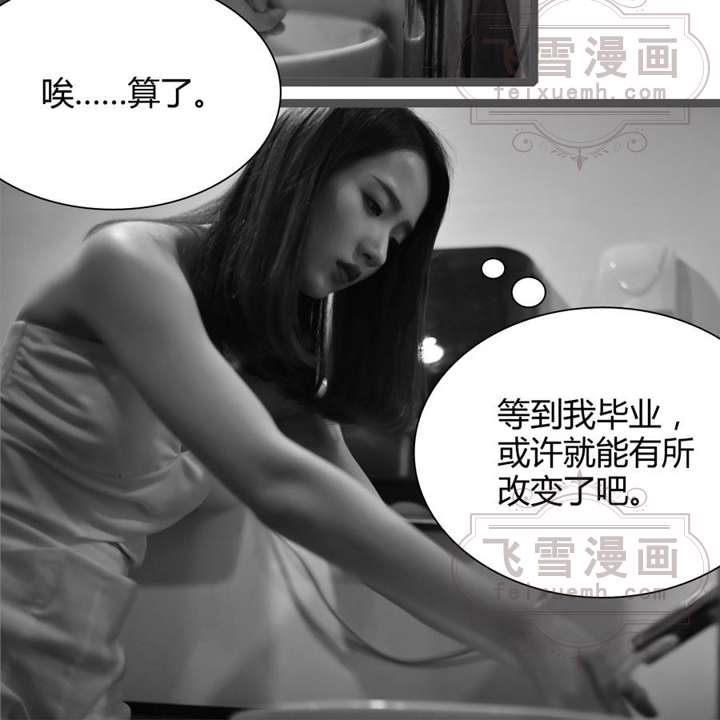 飞雪漫画
feixuemh.com
唉……算了。
等到我毕业，
或许就能有所
改变了吧。
飞雪漫画
feixuemh.com